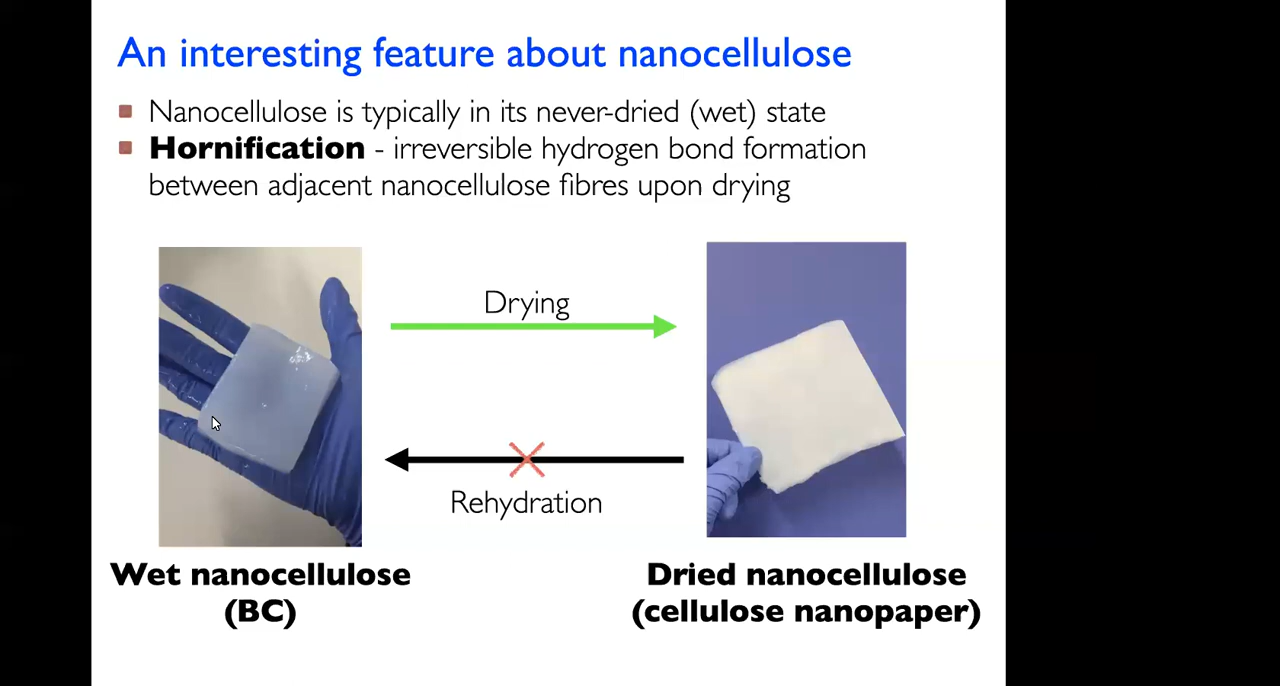 An interesting feature about nanocellulose
Nanocellulose is typically in its never-dried (wet) state
Hornification - irreversible hydrogen bond formation
between adjacent nanocellulose fibres upon drying
Drying
Rehydration
Wet nanocellulose
(BC)
Dried nanocellulose
(cellulose nanopaper)